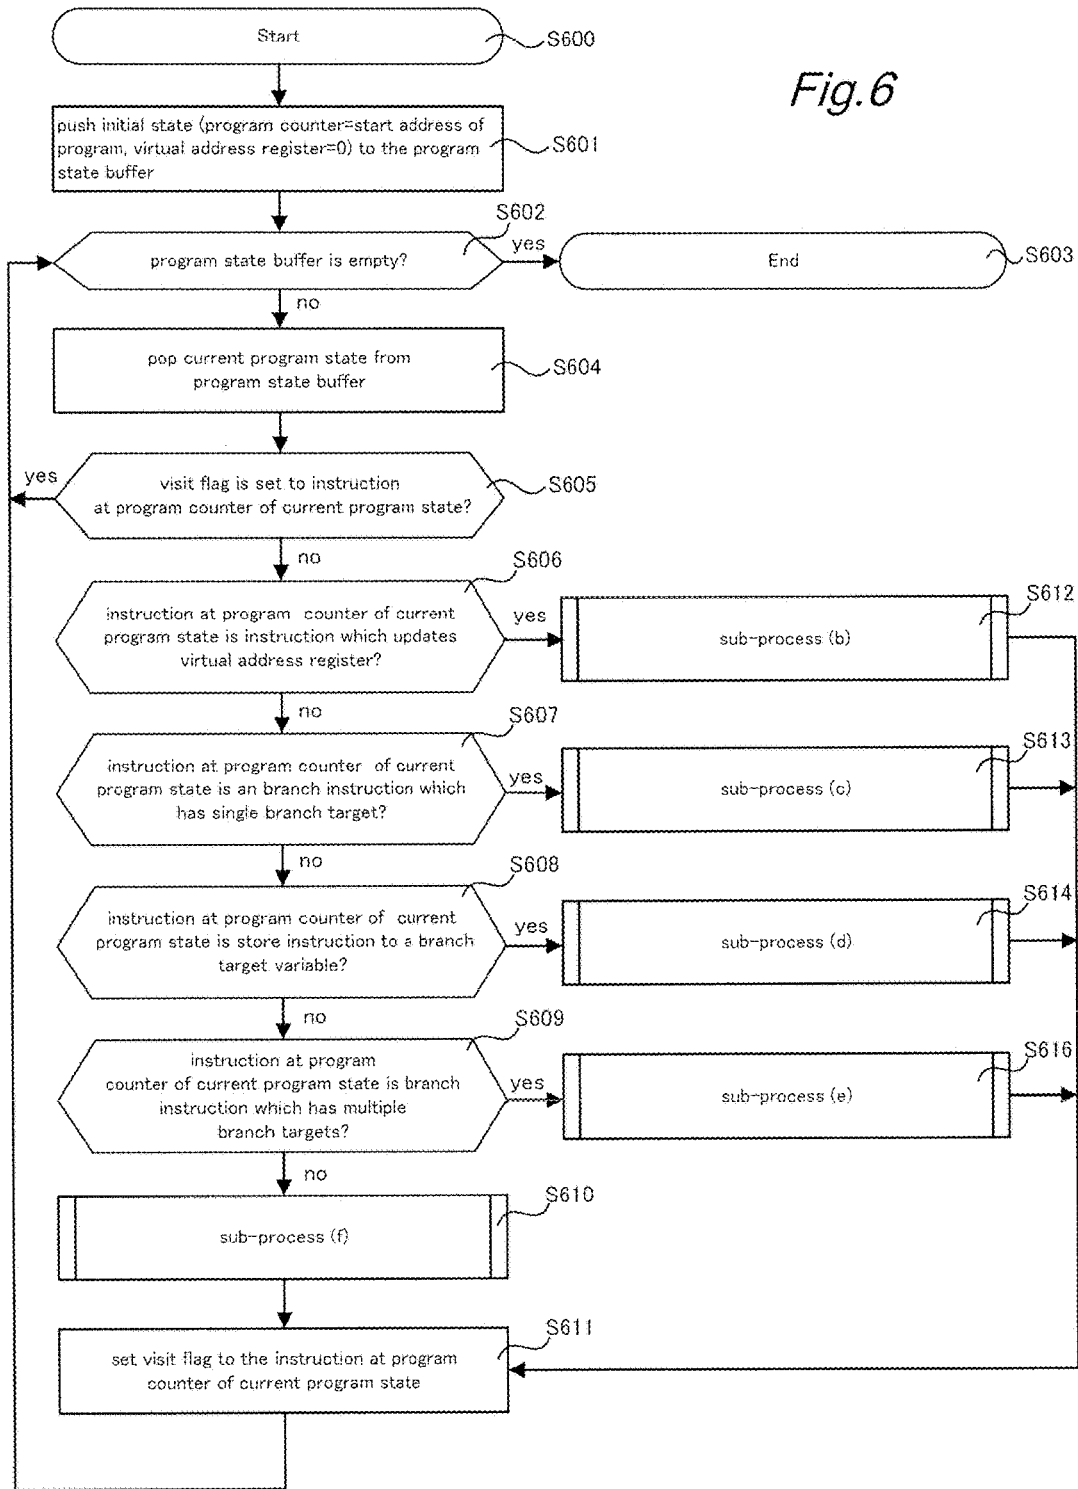 Start
S600
Fig.6
push initial state (program counter=start address of
program, virtual address register=0) to the program
state buffer
S601
S602
program state buffer is empty?
yes
End
S603
no
pop current program state from
program state buffer
S604
yes
visit flag is set to instruction
at program counter of current program state?
S605
no
S606
instruction at program counter of current
program state is instruction which updates
virtual address register?
yes
sub-process (b)
S612
no
S607
instruction at program counter of current
program state is an branch instruction which
has single branch target?
yes
sub-process (c)
S613
no
S608
instruction at program counter of current
program state is store instruction to a branch
target variable?
yes
sub-process (d)
S614
no
S609
instruction at program
counter of current program state is branch
instruction which has multiple
branch targets?
yes
sub-process (e)
S616
no
S610
sub-process (f)
S611
set visit flag to the instruction at program
counter of current program state